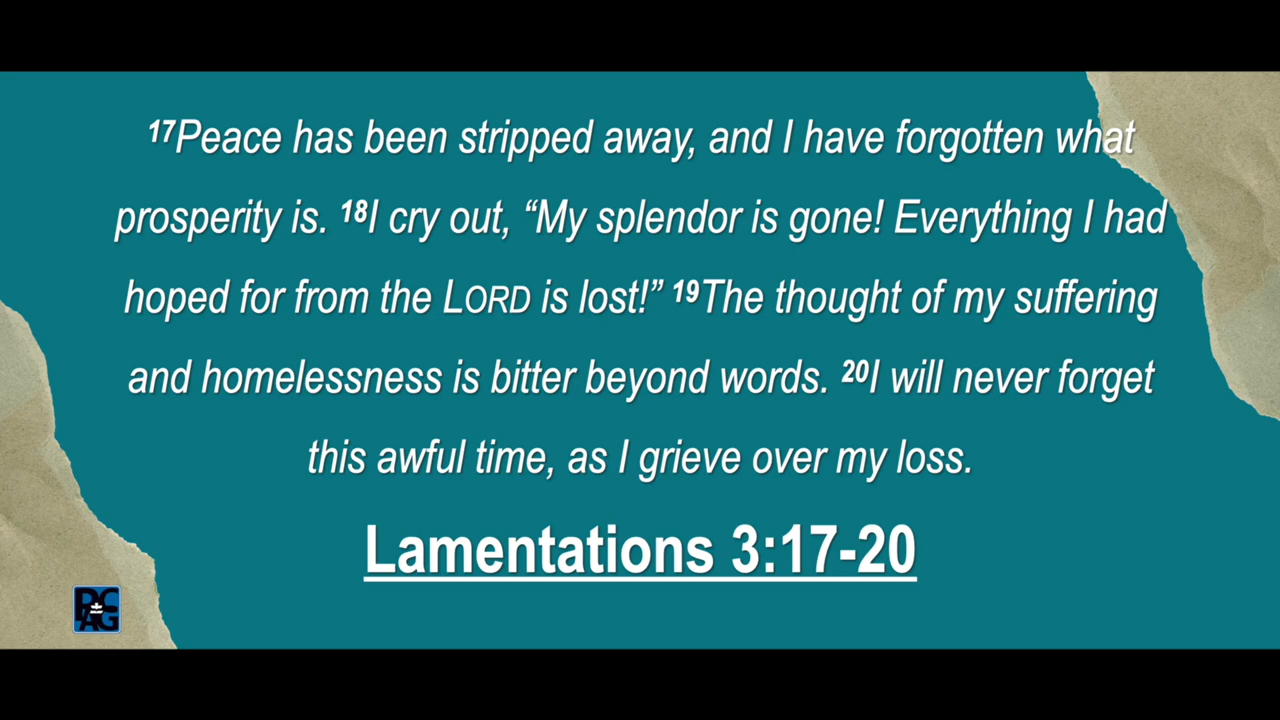 17Peace has been stripped away, and I have forgotten what
prosperity is. 18I cry out, “My splendor is gone! Everything I had
hoped for from the LORD is lost!” 19The thought of my suffering
and homelessness is bitter beyond words. 20I will never forget
this awful time, as I grieve over my loss.
Lamentations 3:17-20
DC
AG